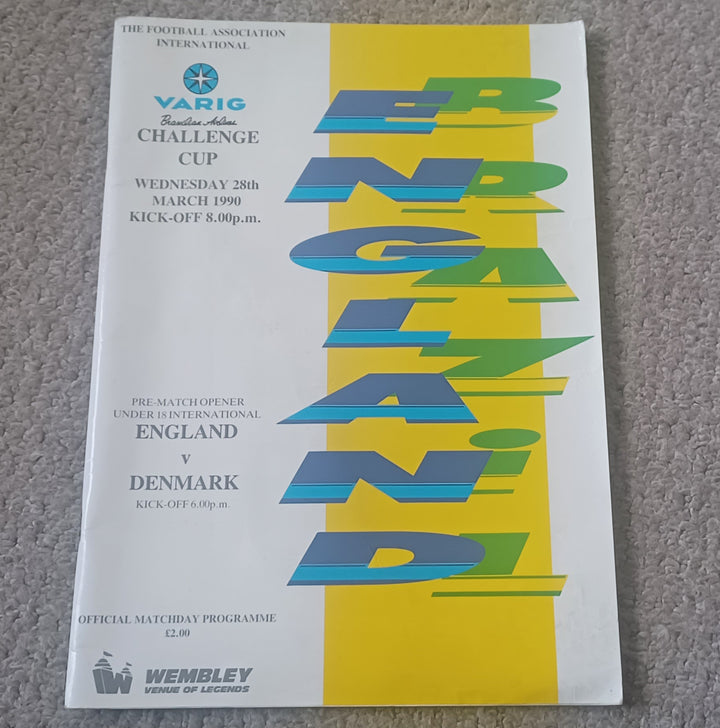 THE FOOTBALL ASSOCIATION
INTERNATIONAL
VARIG
Brazilian Airlines
CHALLENGE
CUP
WEDNESDAY 28th
MARCH 1990
KICK-OFF 8.00p.m.
ENGLAND
BRAZiL
PRE-MATCH OPENER
UNDER 18 INTERNATIONAL
ENGLAND
v
DENMARK
KICK-OFF 6.00p.m.
OFFICIAL MATCHDAY PROGRAMME
£2.00
WEMBLEY
VENUE OF LEGENDS